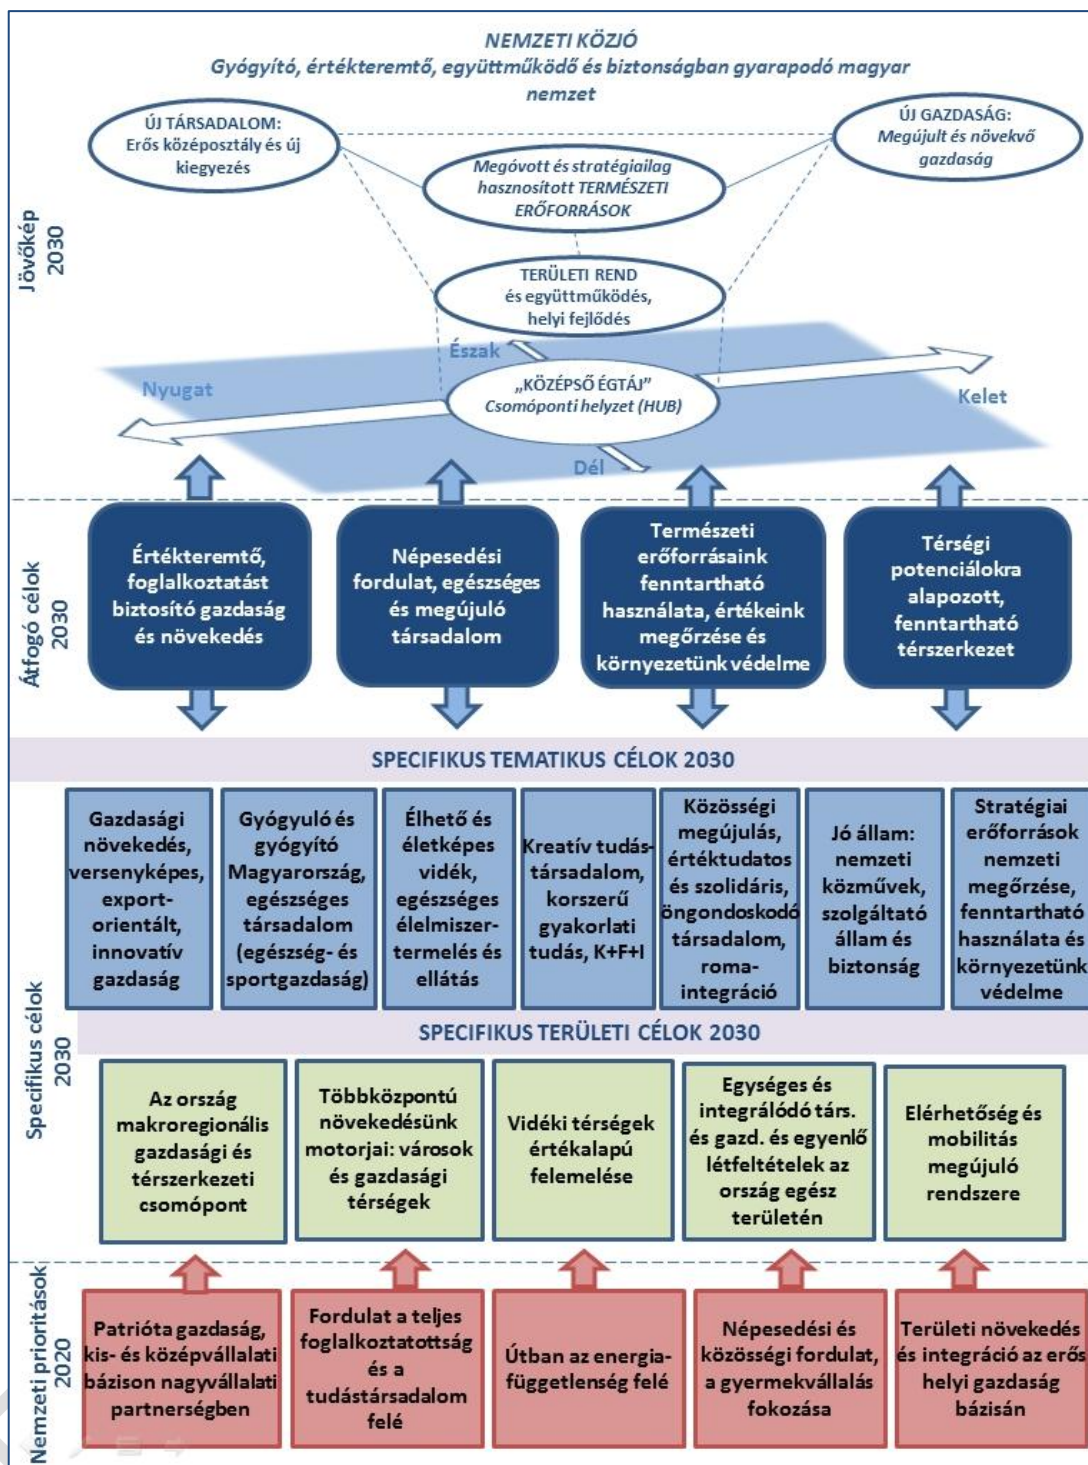 NEMZETI KÖZJÓ
Gyógyító, értékteremtő, együttműködő és biztonságban gyarapodó magyar
nemzet
ÚJ TÁRSADALOM:
Erős középosztály és új
kiegyezés
ÚJ GAZDASÁG:
Megújult és növekvő
gazdaság
Megóvott és stratégiailag
hasznosított TERMÉSZETI
ERŐFORRÁSOK
TERÜLETI REND
és együttműködés,
helyi fejlődés
Jövőkép
2030
Észak
Nyugat
„KÖZÉPSŐ ÉGTÁJ”
Csomóponti helyzet (HUB)
Kelet
Dél
Átfogó célok
2030
Értékteremtő,
foglalkoztatást
biztosító gazdaság
és növekedés
Népesedési
fordulat, egészséges
és megújuló
társadalom
Természeti
erőforrásaink
fenntartható
használata, értékeink
megőrzése és
környezetünk védelme
Térségi
potenciálokra
alapozott,
fenntartható
térszerkezet
SPECIFIKUS TEMATIKUS CÉLOK 2030
Specifikus célok
2030
Gazdasági
növekedés,
versenyképes,
export-
orientált,
innovatív
gazdaság
Gyógyuló és
gyógyító
Magyarország,
egészséges
társadalom
(egészség- és
sportgazdaság)
Élhető és
életképes
vidék,
egészséges
élelmiszer-
termelés és
ellátás
Kreatív tudás-
társadalom,
korszerű
gyakorlati
tudás, K+F+I
Közösségi
megújulás,
értéktudatos
és szolidáris,
öngondoskodó
társadalom,
roma-
integráció
Jó állam:
nemzeti
közművek,
szolgáltató
állam és
biztonság
Stratégiai
erőforrások
nemzeti
megőrzése,
fenntartható
használata és
környezetünk
védelme
SPECIFIKUS TERÜLETI CÉLOK 2030
Az ország
makroregionális
gazdasági és
térszerkezeti
csomópont
Többközpontú
növekedésünk
motorjai: városok
és gazdasági
térségek
Vidéki térségek
értékalapú
felemelése
Egységes és
integrálódó társ.
és gazd. és egyenlő
létfeltételek az
ország egész
területén
Elérhetőség és
mobilitás
megújuló
rendszere
Nemzeti prioritások
2020
Patrióta gazdaság,
kis- és középvállalati
bázison nagyvállalati
partnerségben
Fordulat a teljes
foglalkoztatottság
és a
tudástársadalom
felé
Útban az energia-
függetlenség felé
Népesedési és
közösségi fordulat,
a gyermekvállalás
fokozása
Területi növekedés
és integráció az erős
helyi gazdaság
bázisán